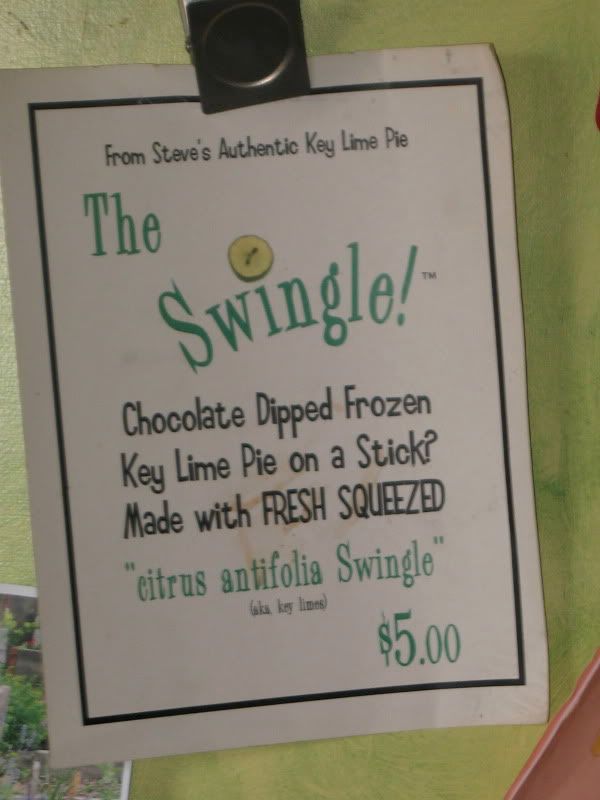 From Steve's Authentic Key Lime Pie
The
Swingle!™
Chocolate Dipped Frozen
Key Lime Pie on a Stick?
Made with FRESH SQUEEZED
"citrus antifolia Swingle"
(aka, key limes)
$5.00